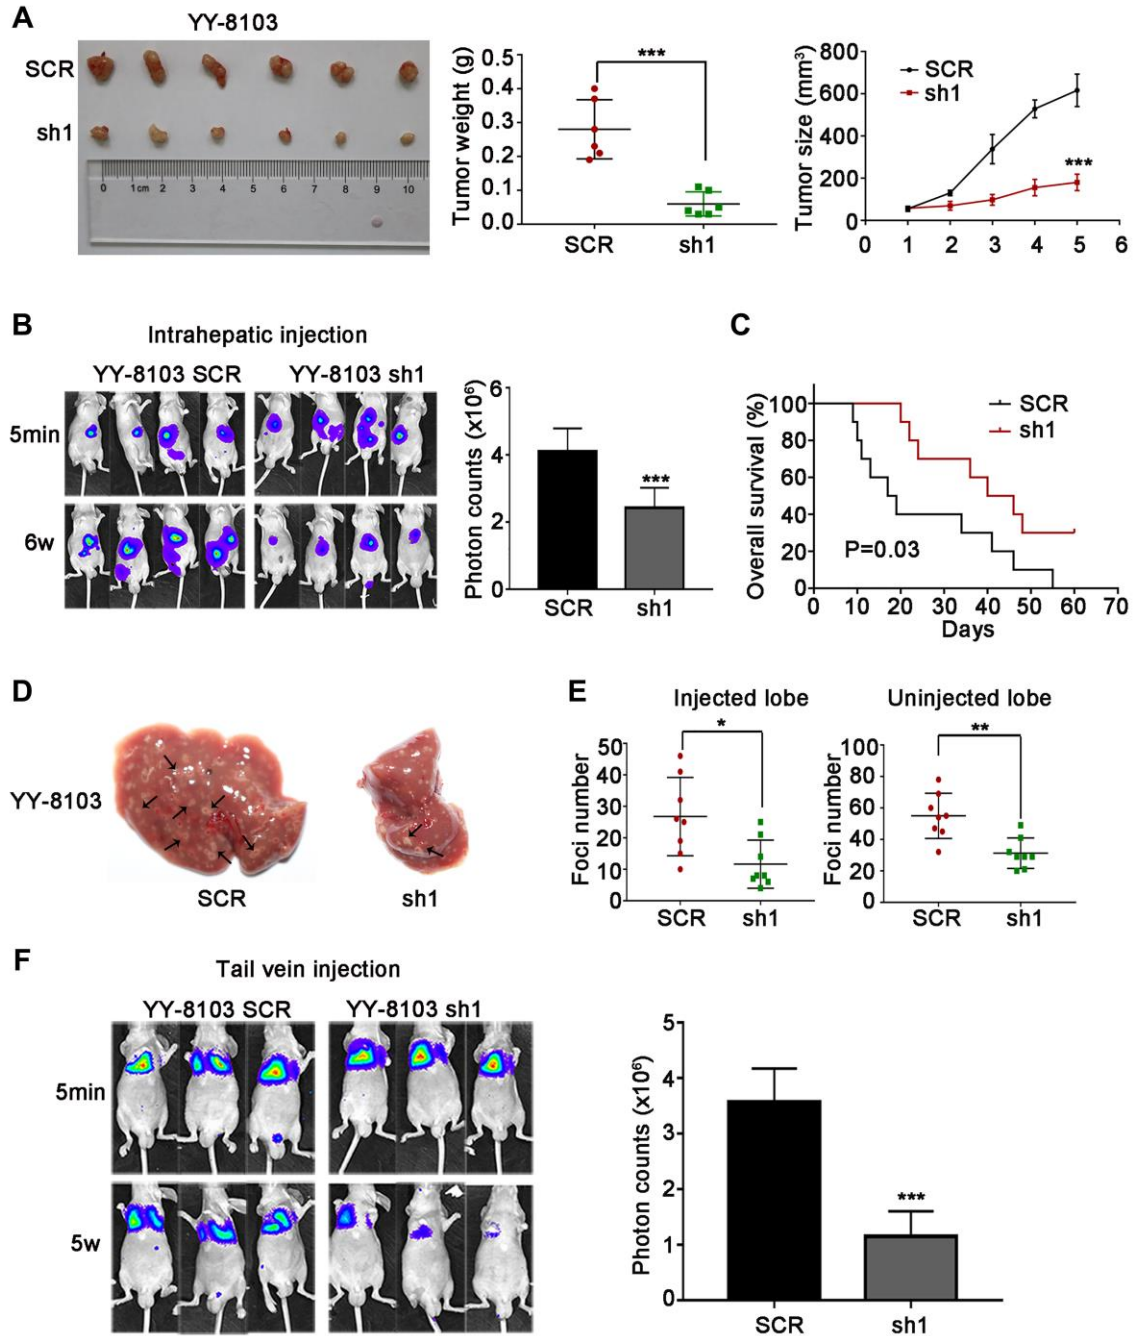 A
YY-8103
SCR
sh1
0 1cm 2 3 4 5 6 7 8 9 10
Tumor weight (g)
0.5
0.4
0.3
0.2
0.1
0.0
***
SCR sh1
Tumor size (mm³)
800
600
400
200
0
SCR
sh1
***
0 1 2 3 4 5 6
B
Intrahepatic injection
YY-8103 SCR YY-8103 sh1
5min
6w
Photon counts (x10⁶)
6
4
2
0
***
SCR sh1
C
Overall survival (%)
100
80
60
40
20
0
SCR
sh1
P=0.03
0 10 20 30 40 50 60 70
Days
D
YY-8103
SCR sh1
E
Injected lobe
Foci number
50
40
30
20
10
0
*
SCR sh1
Uninjected lobe
Foci number
100
80
60
40
20
0
**
SCR sh1
F
Tail vein injection
YY-8103 SCR YY-8103 sh1
5min
5w
Photon counts (x10⁶)
5
4
3
2
1
0
***
SCR sh1